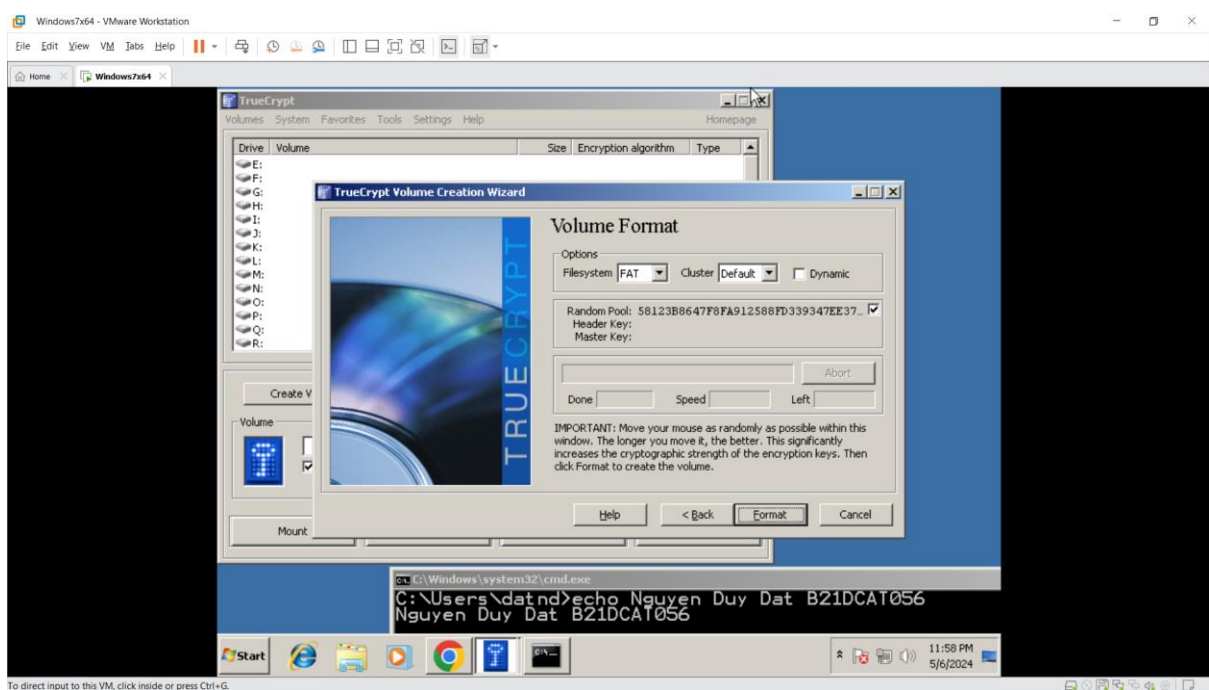 Windows7x64 - VMware Workstation
File Edit View VM Tabs Help
Home Windows7x64
TrueCrypt
Volumes System Favorites Tools Settings Help Homepage
Drive Volume Size Encryption algorithm Type
E:
F:
G:
H:
I:
J:
K:
L:
M:
N:
O:
P:
Q:
R:
Create V
Volume
Mount
TrueCrypt Volume Creation Wizard
TRUECRYPT
Volume Format
Options
Filesystem FAT Cluster Default Dynamic
Random Pool: 58123B8647F8FA912588FD339347EE37...
Header Key:
Master Key:
Abort
Done Speed Left
IMPORTANT: Move your mouse as randomly as possible within this
window. The longer you move it, the better. This significantly
increases the cryptographic strength of the encryption keys. Then
click Format to create the volume.
Help < Back Format Cancel
C:\Windows\system32\cmd.exe
C:\Users\datnd>echo Nguyen Duy Dat B21DCAT056
Nguyen Duy Dat B21DCAT056
Start
11:58 PM
5/6/2024
To direct input to this VM, click inside or press Ctrl+G.